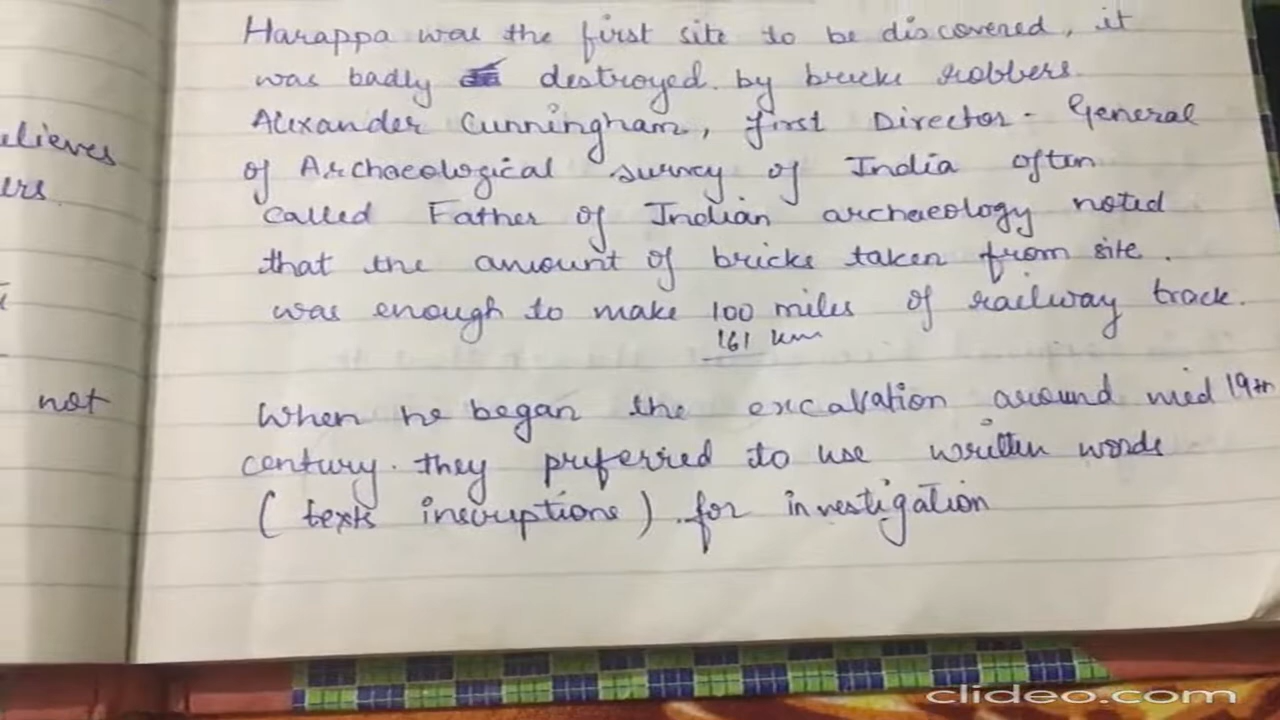 Harappa was the first site to be discovered, it
was badly destroyed. by bricks robbers.
elieves
Alexander Cunningham, first Director - General
ers.
of Archaeological survey of India often
called Father of Indian archaeology noted
that the amount of bricks taken from site.
was enough to make 100 miles of railway track.
161 km
not
When he began the excavation around mid 19th
century. they preferred to use written words
(texts inscriptions) for investigation
clideo.com